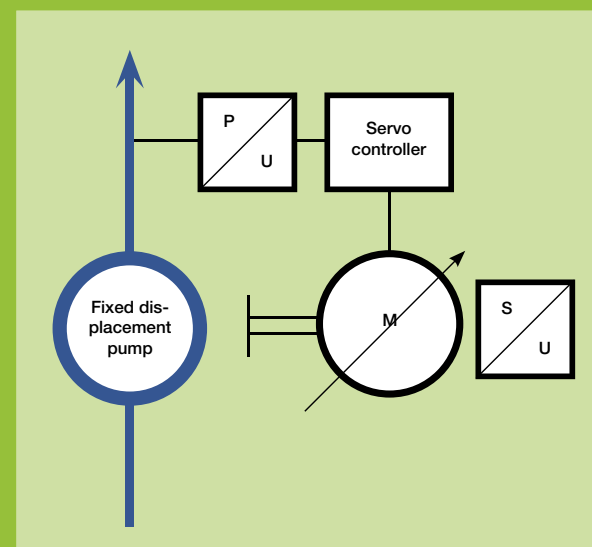 P
U
Servo
controller
Fixed dis-
placement
pump
M
S
U